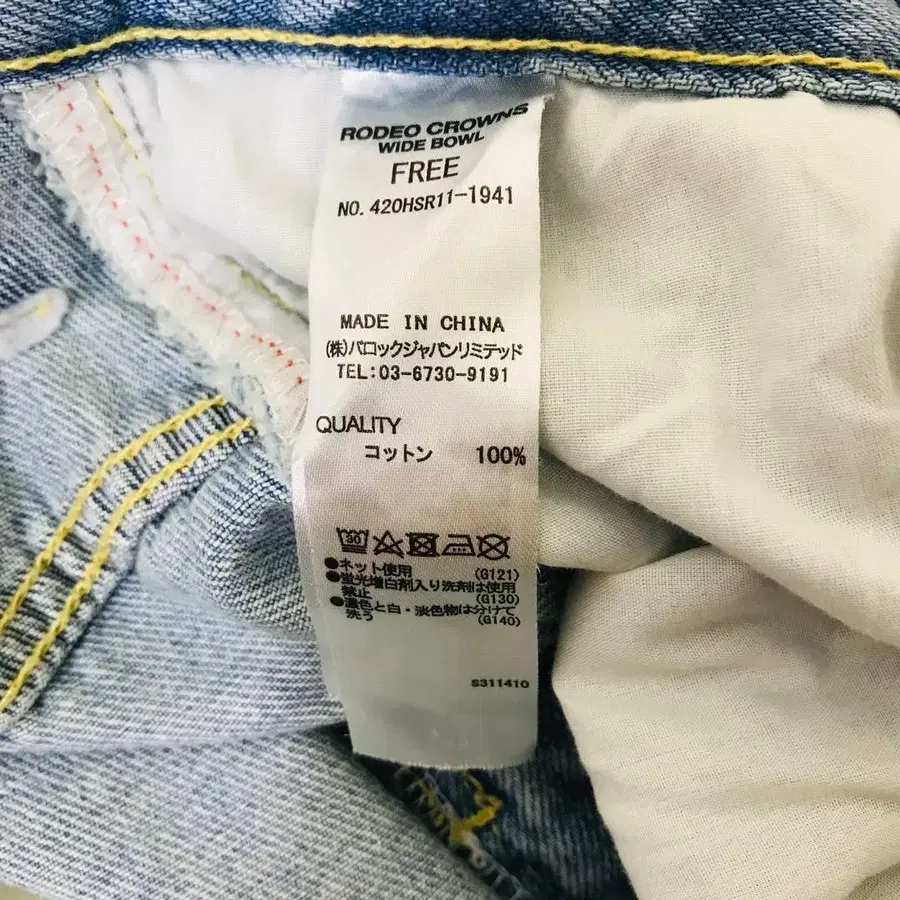 RODEO CROWNS
WIDE BOWL
FREE
NO. 420HSR11-1941
MADE IN CHINA
(株)バロックジャパンリミテッド
TEL:03-6730-9191
QUALITY
コットン 100%
30
●ネット使用 (G121)
●蛍光増白剤入り洗剤は使用
禁止 (G130)
●濃色と白・淡色物は分けて
洗う (G140)
S311410